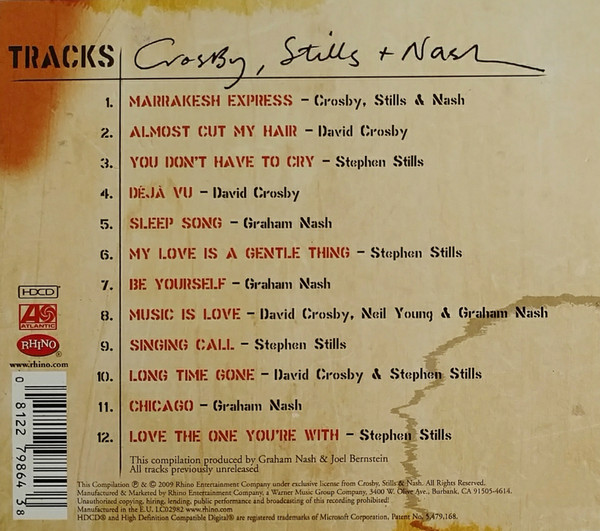 TRACKS Crosby, Stills + Nash
1. MARRAKESH EXPRESS – Crosby, Stills & Nash
2. ALMOST CUT MY HAIR – David Crosby
3. YOU DON'T HAVE TO CRY – Stephen Stills
4. DÉJÀ VU – David Crosby
5. SLEEP SONG – Graham Nash
6. MY LOVE IS A GENTLE THING – Stephen Stills
7. BE YOURSELF – Graham Nash
8. MUSIC IS LOVE – David Crosby, Neil Young & Graham Nash
9. SINGING CALL – Stephen Stills
10. LONG TIME GONE – David Crosby & Stephen Stills
11. CHICAGO – Graham Nash
12. LOVE THE ONE YOU'RE WITH – Stephen Stills
This compilation produced by Graham Nash & Joel Bernstein
All tracks previously unreleased
HDCD
ATLANTIC
RHINO®
www.rhino.com
0 81227 98643 8
This Compilation ℗ & © 2009 Rhino Entertainment Company under exclusive license from Crosby, Stills & Nash. All Rights Reserved.
Manufactured & Marketed by Rhino Entertainment Company, a Warner Music Group Company, 3400 W. Olive Ave., Burbank, CA 91505-4614.
Unauthorized copying, hiring, lending, public performance and broadcasting of this recording prohibited!
Manufactured in the E.U. LC02982 www.rhino.com
HDCD® and High Definition Compatible Digital® are registered trademarks of Microsoft Corporation, Patent No. 5,479,168.